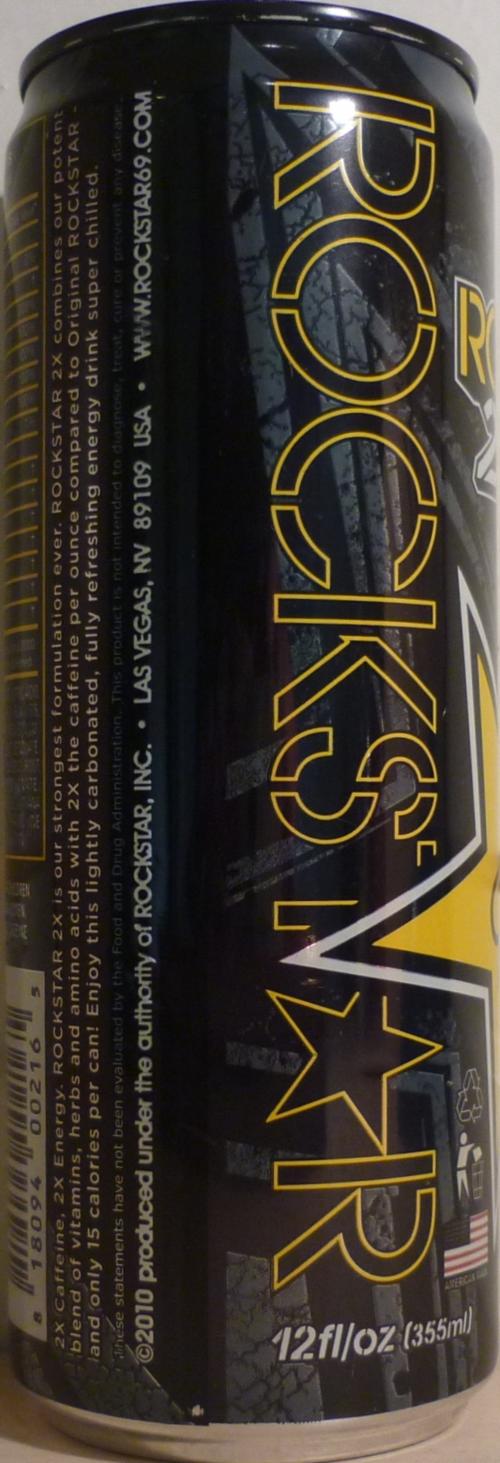 2X Caffeine, 2X Energy. ROCKSTAR 2X is our strongest formulation ever. ROCKSTAR 2X combines our potent
blend of vitamins, herbs and amino acids with 2X the caffeine per ounce compared to Original ROCKSTAR -
and only 15 calories per can! Enjoy this lightly carbonated, fully refreshing energy drink super chilled.
These statements have not been evaluated by the Food and Drug Administration. This product is not intended to diagnose, treat, cure or prevent any disease.
©2010 produced under the authority of ROCKSTAR, INC. • LAS VEGAS, NV 89109 USA • WWW.ROCKSTAR69.COM
ROCKST★R
12fl/oz (355ml)
8 18094 00216 5
AMERICAN